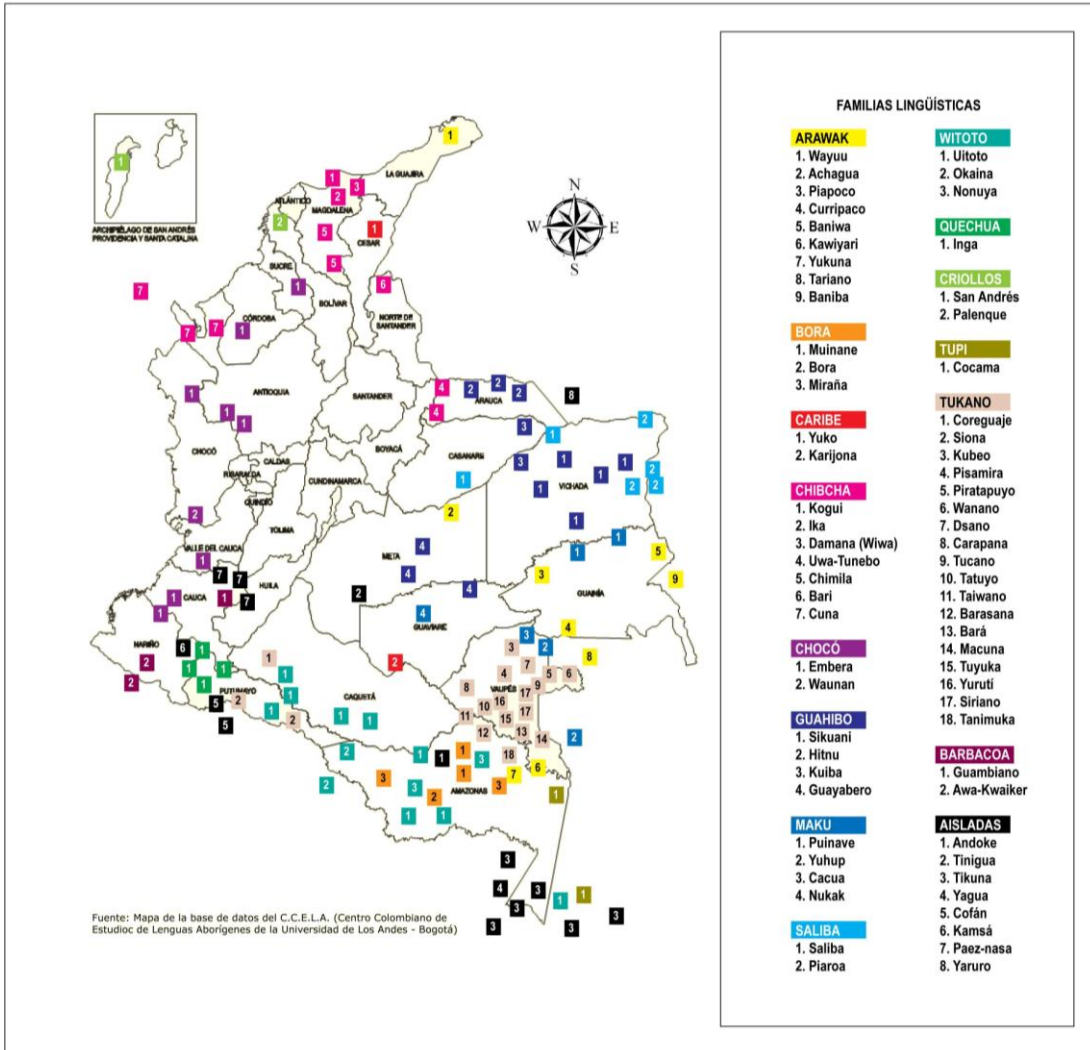 FAMILIAS LINGÜÍSTICAS
ARAWAK
1. Wayuu
2. Achagua
3. Piapoco
4. Curripaco
5. Baniwa
6. Kawiyari
7. Yukuna
8. Tariano
9. Baniba
BORA
1. Muinane
2. Bora
3. Miraña
CARIBE
1. Yuko
2. Karijona
CHIBCHA
1. Kogui
2. Ika
3. Damana (Wiwa)
4. Uwa-Tunebo
5. Chimila
6. Bari
7. Cuna
CHOCÓ
1. Embera
2. Waunan
GUAHIBO
1. Sikuani
2. Hitnu
3. Kuiba
4. Guayabero
MAKU
1. Puinave
2. Yuhup
3. Cacua
4. Nukak
SALIBA
1. Saliba
2. Piaroa
WITOTO
1. Uitoto
2. Okaina
3. Nonuya
QUECHUA
1. Inga
CRIOLLOS
1. San Andrés
2. Palenque
TUPI
1. Cocama
TUKANO
1. Coreguaje
2. Siona
3. Kubeo
4. Pisamira
5. Piratapuyo
6. Wanano
7. Dsano
8. Carapana
9. Tucano
10. Tatuyo
11. Taiwano
12. Barasana
13. Bará
14. Macuna
15. Tuyuka
16. Yurutí
17. Siriano
18. Tanimuka
BARBACOA
1. Guambiano
2. Awa-Kwaiker
AISLADAS
1. Andoke
2. Tinigua
3. Tikuna
4. Yagua
5. Cofán
6. Kamsá
7. Paez-nasa
8. Yaruro
ARCHIPIÉLAGO DE SAN ANDRÉS
PROVIDENCIA Y SANTA CATALINA
N
W E
S
LA GUAJIRA
ATLÁNTICO
MAGDALENA
CESAR
SUCRE
BOLÍVAR
CÓRDOBA
NORTE DE
SANTANDER
ANTIOQUIA
SANTANDER
ARAUCA
CHOCÓ
BOYACÁ
CASANARE
CALDAS
RISARALDA
CUNDINAMARCA
VICHADA
QUINDÍO
TOLIMA
VALLE DEL CAUCA
META
HUILA
GUAINÍA
CAUCA
GUAVIARÉ
NARIÑO
PUTUMAYO
CAQUETÁ
VAUPÉS
AMAZONAS
Fuente: Mapa de la base de datos del C.C.E.L.A. (Centro Colombiano de
Estudioc de Lenguas Aborígenes de la Universidad de Los Andes - Bogotá)